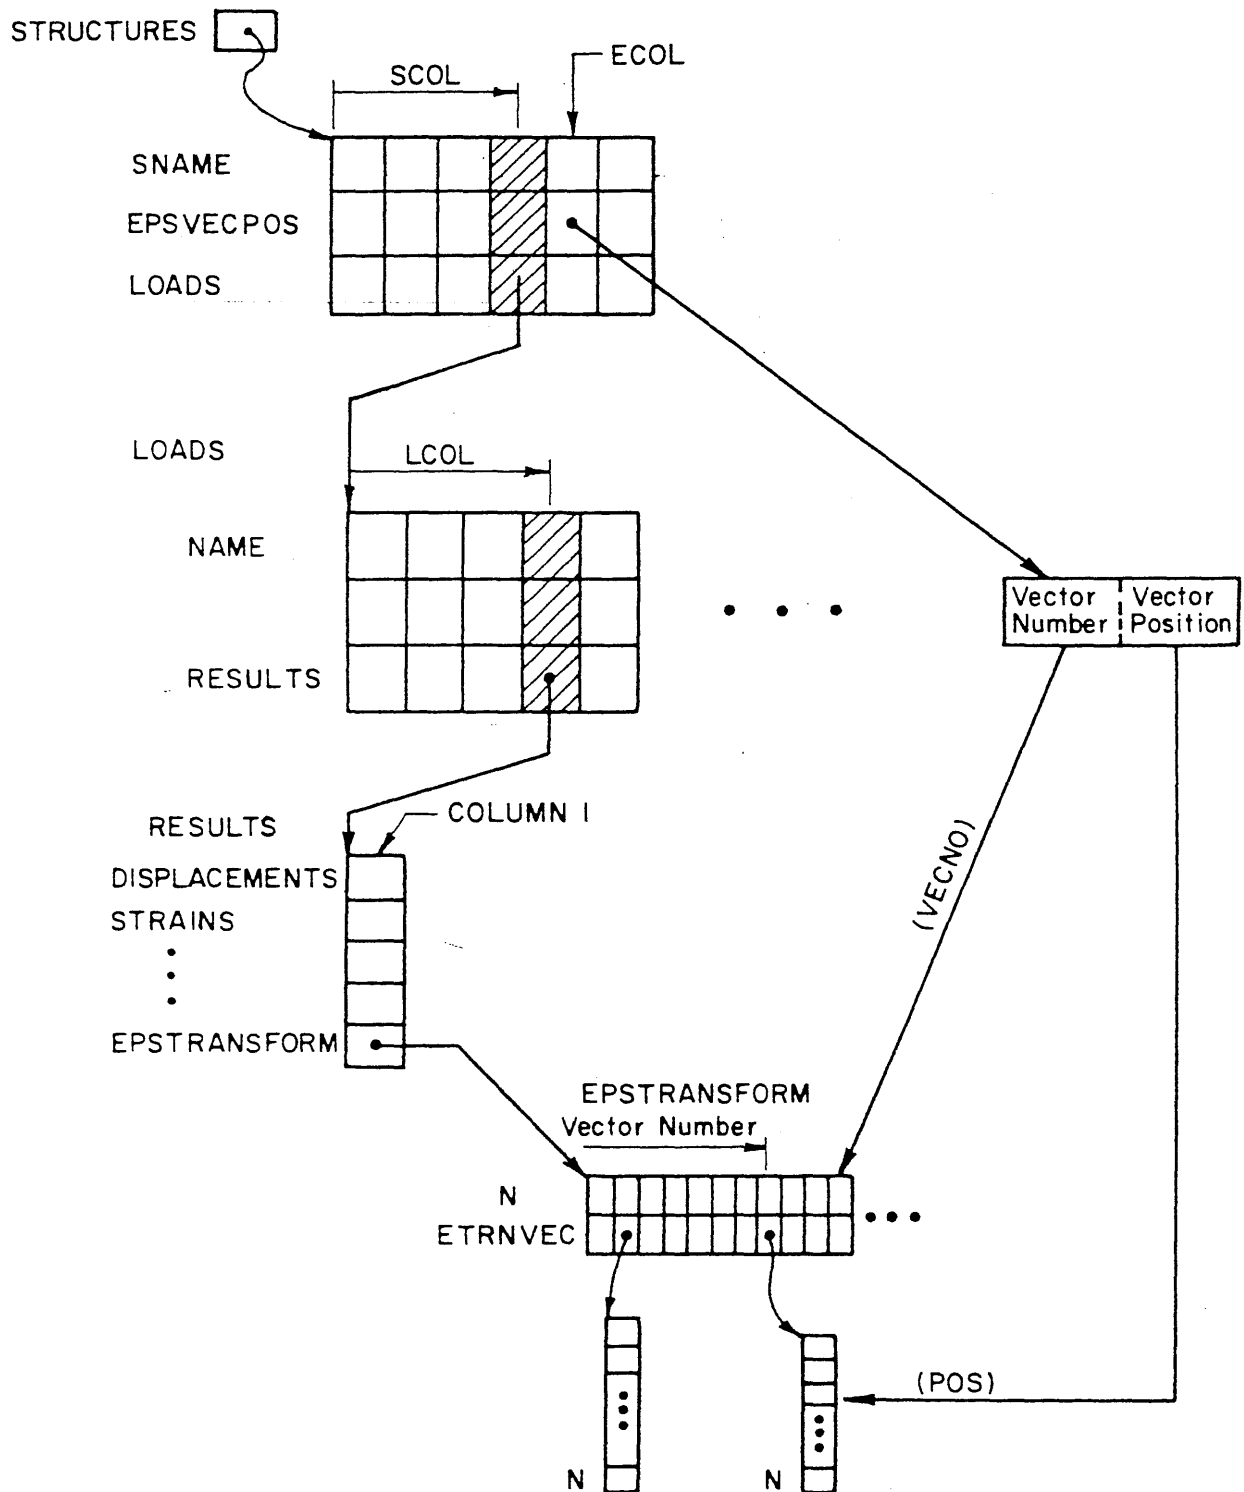 STRUCTURES
ECOL
SCOL
SNAME
EPSVECPOS
LOADS
LOADS
LCOL
NAME
RESULTS
Vector Number
Vector Position
RESULTS
COLUMN 1
DISPLACEMENTS
STRAINS
EPSTRANSFORM
(VECNO)
EPSTRANSFORM
Vector Number
N
ETRNVEC
(POS)
N
N